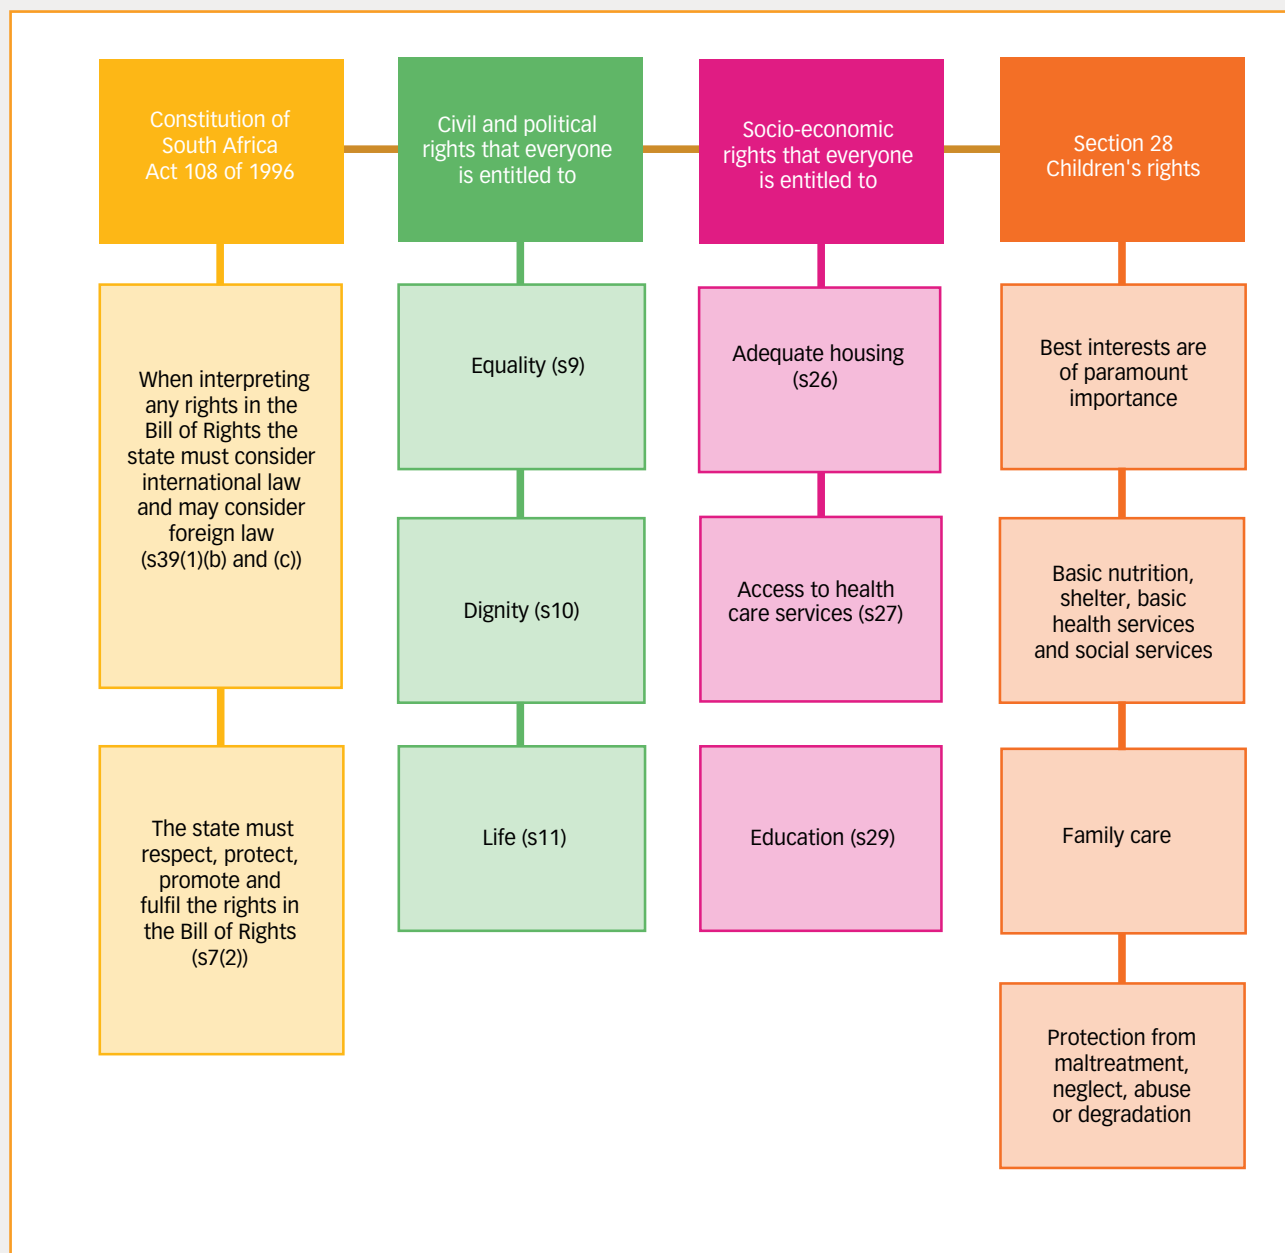 Constitution of
South Africa
Act 108 of 1996
When interpreting
any rights in the
Bill of Rights the
state must consider
international law
and may consider
foreign law
(s39(1)(b) and (c))
The state must
respect, protect,
promote and
fulfil the rights in
the Bill of Rights
(s7(2))
Civil and political
rights that everyone
is entitled to
Equality (s9)
Dignity (s10)
Life (s11)
Socio-economic
rights that everyone
is entitled to
Adequate housing
(s26)
Access to health
care services (s27)
Education (s29)
Section 28
Children's rights
Best interests are
of paramount
importance
Basic nutrition,
shelter, basic
health services
and social services
Family care
Protection from
maltreatment,
neglect, abuse
or degradation